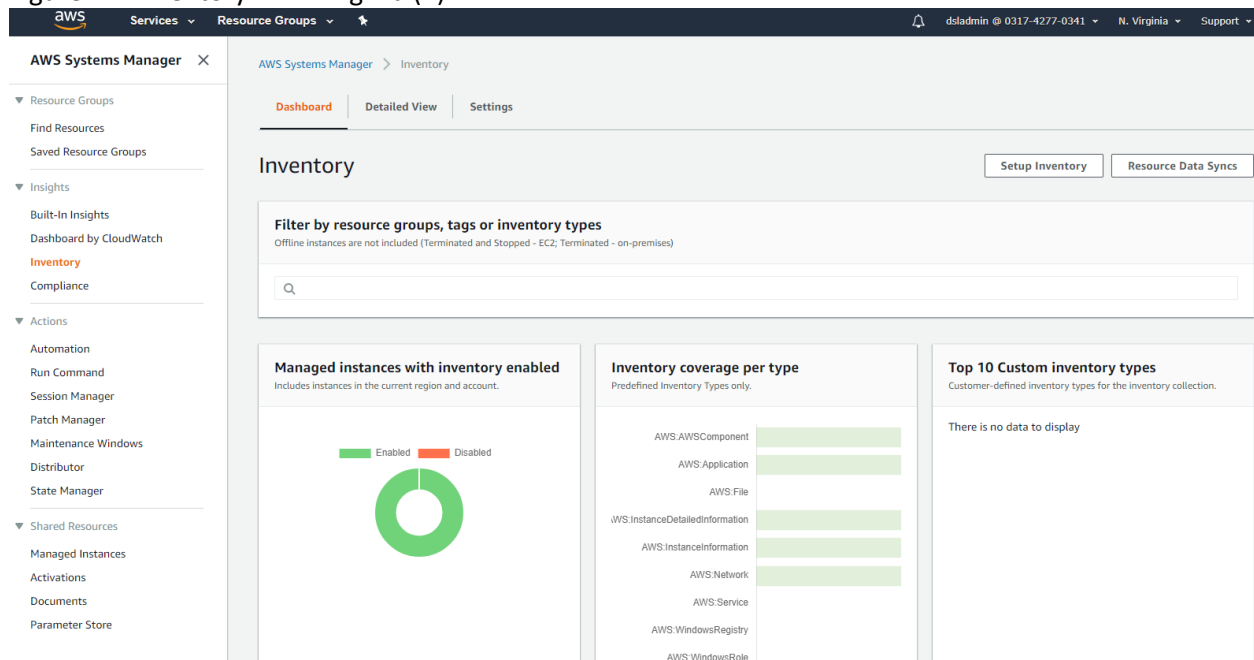 aws
Services
Resource Groups
dsladmin @ 0317-4277-0341
N. Virginia
Support
AWS Systems Manager
AWS Systems Manager > Inventory
Resource Groups
Find Resources
Saved Resource Groups
Insights
Built-In Insights
Dashboard by CloudWatch
Inventory
Compliance
Actions
Automation
Run Command
Session Manager
Patch Manager
Maintenance Windows
Distributor
State Manager
Shared Resources
Managed Instances
Activations
Documents
Parameter Store
Dashboard
Detailed View
Settings
Inventory
Setup Inventory
Resource Data Syncs
Filter by resource groups, tags or inventory types
Offline instances are not included (Terminated and Stopped - EC2; Terminated - on-premises)
Managed instances with inventory enabled
Includes instances in the current region and account.
Enabled
Disabled
Inventory coverage per type
Predefined Inventory Types only.
AWS:AWSComponent
AWS:Application
AWS:File
WS:InstanceDetailedInformation
AWS:InstanceInformation
AWS:Network
AWS:Service
AWS:WindowsRegistry
AWS:WindowsRole
Top 10 Custom inventory types
Customer-defined inventory types for the inventory collection.
There is no data to display